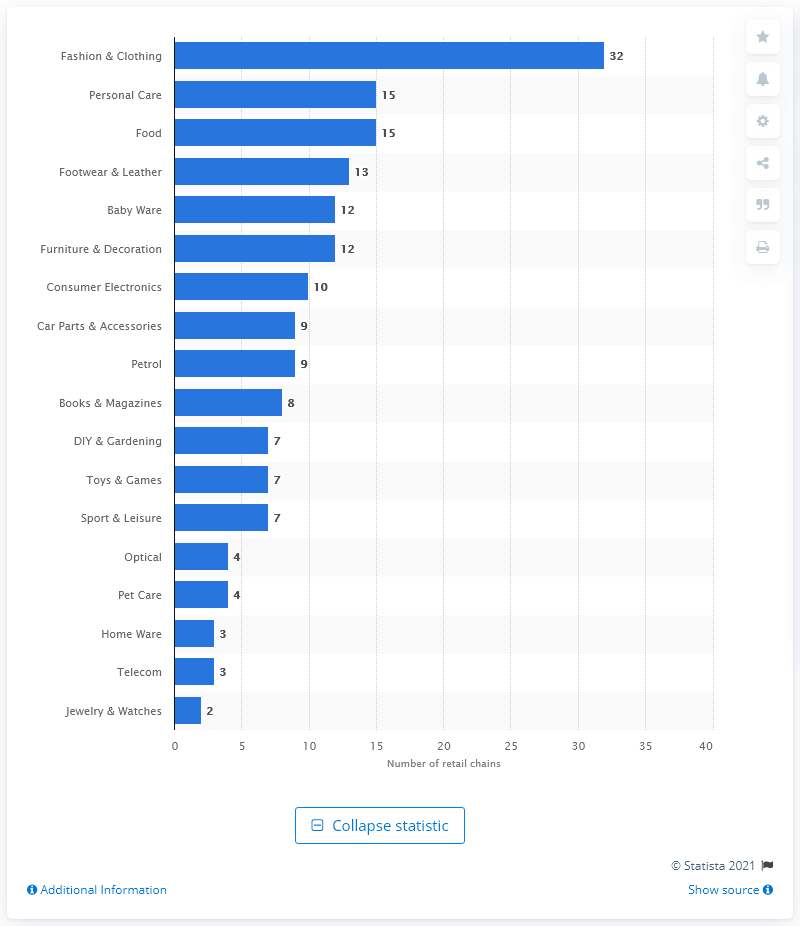 Fashion & Clothing 32
Personal Care 15
Food 15
Footwear & Leather 13
Baby Ware 12
Furniture & Decoration 12
Consumer Electronics 10
Car Parts & Accessories 9
Petrol 9
Books & Magazines 8
DIY & Gardening 7
Toys & Games 7
Sport & Leisure 7
Optical 4
Pet Care 4
Home Ware 3
Telecom 3
Jewelry & Watches 2
0 5 10 15 20 25 30 35 40
Number of retail chains
Collapse statistic
© Statista 2021
Additional Information Show source